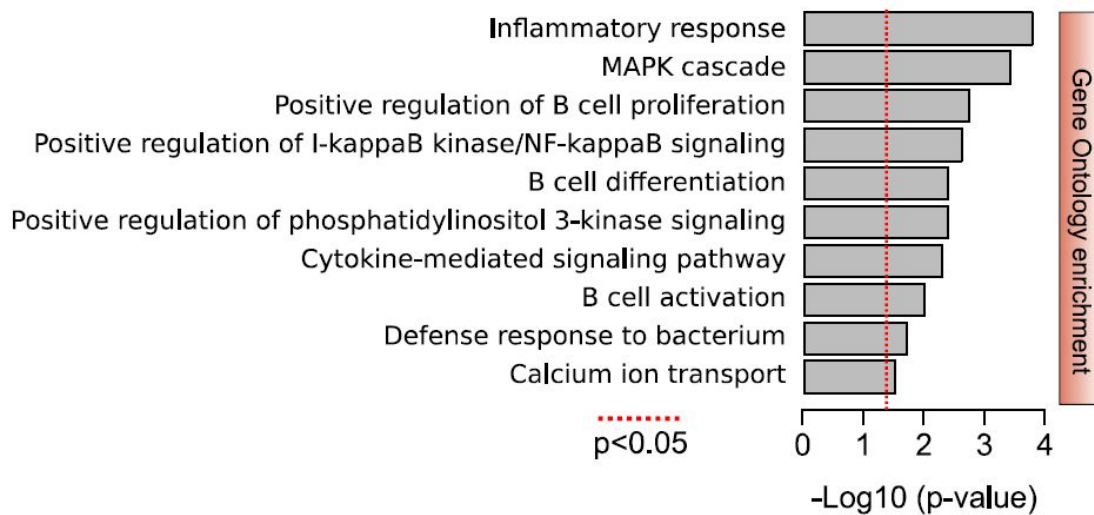 Inflammatory response
MAPK cascade
Positive regulation of B cell proliferation
Positive regulation of I-kappaB kinase/NF-kappaB signaling
B cell differentiation
Positive regulation of phosphatidylinositol 3-kinase signaling
Cytokine-mediated signaling pathway
B cell activation
Defense response to bacterium
Calcium ion transport
Gene Ontology enrichment
p<0.05
0 1 2 3 4
-Log10 (p-value)